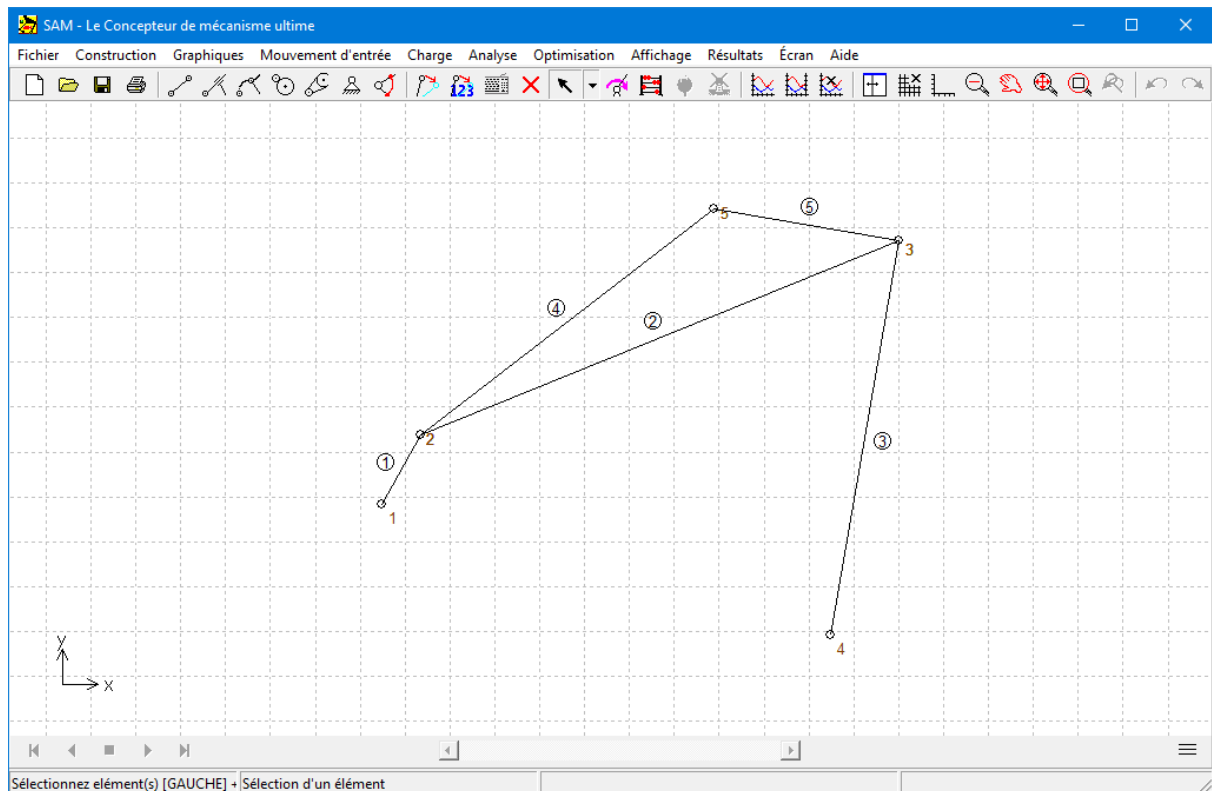 SAM - Le Concepteur de mécanisme ultime
Fichier Construction Graphiques Mouvement d'entrée Charge Analyse Optimisation Affichage Résultats Écran Aide
123
5
⑤
3
④
②
2
③
①
1
4
y
x
Sélectionnez elément(s) [GAUCHE] + Sélection d'un élément